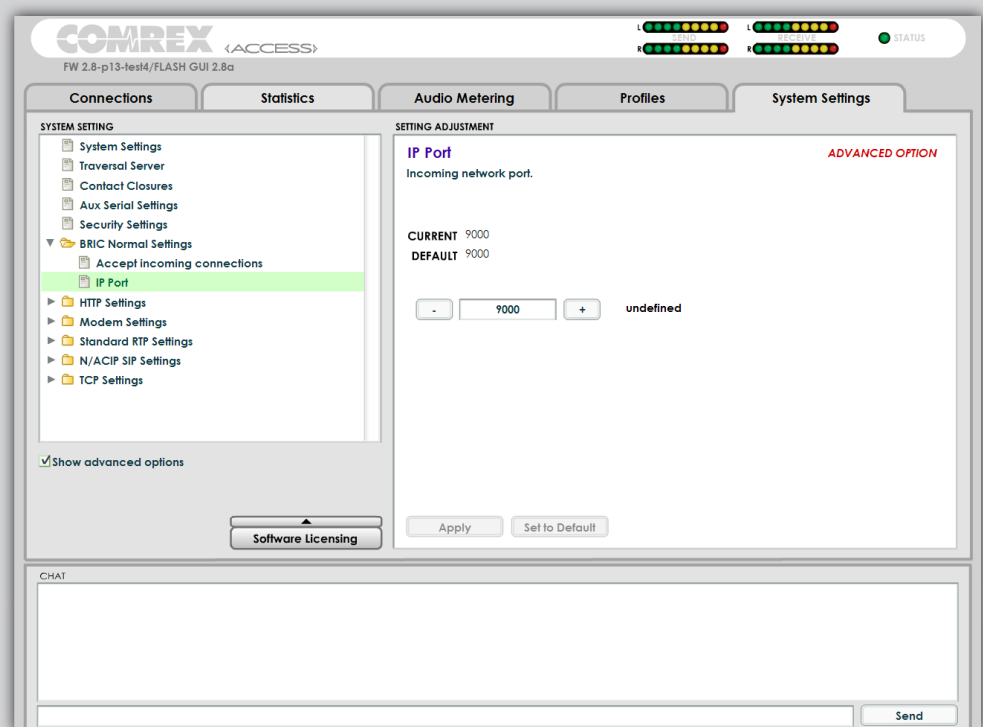 COMREX ‹ACCESS›
L SEND R
L RECEIVE R
STATUS
FW 2.8-p13-test4/FLASH GUI 2.8a
Connections
Statistics
Audio Metering
Profiles
System Settings
SYSTEM SETTING
System Settings
Traversal Server
Contact Closures
Aux Serial Settings
Security Settings
BRIC Normal Settings
Accept incoming connections
IP Port
HTTP Settings
Modem Settings
Standard RTP Settings
N/ACIP SIP Settings
TCP Settings
Show advanced options
Software Licensing
SETTING ADJUSTMENT
IP Port
ADVANCED OPTION
Incoming network port.
CURRENT 9000
DEFAULT 9000
- 9000 + undefined
Apply
Set to Default
CHAT
Send